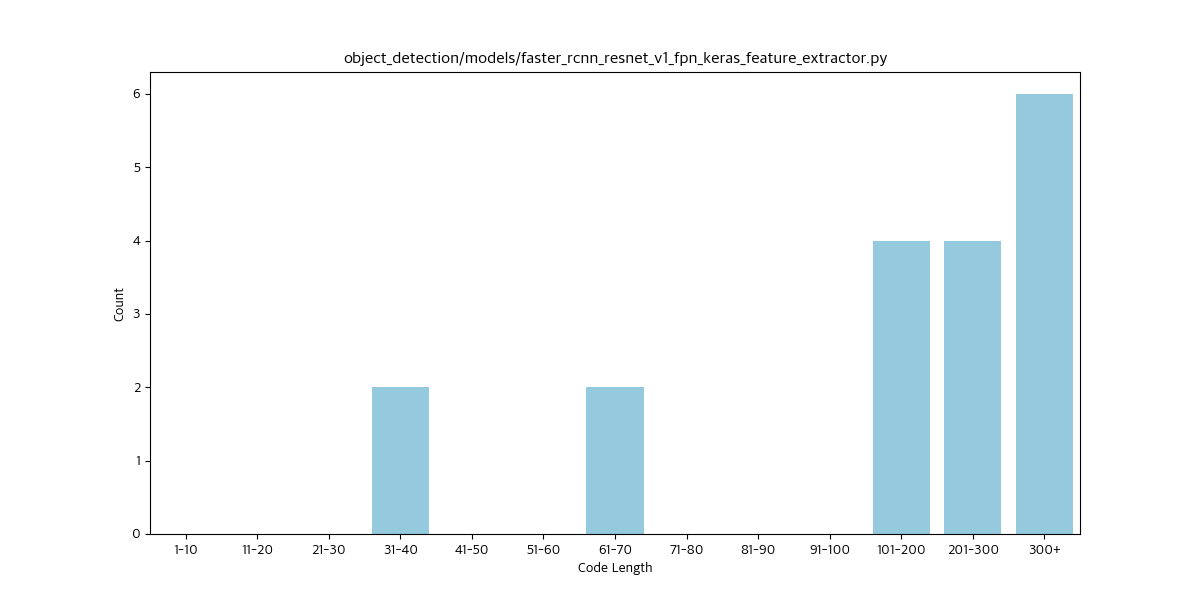 object_detection/models/faster_rcnn_resnet_v1_fpn_keras_feature_extractor.py
6
5
4
3
2
1
0
Count
1-10 11-20 21-30 31-40 41-50 51-60 61-70 71-80 81-90 91-100 101-200 201-300 300+
Code Length